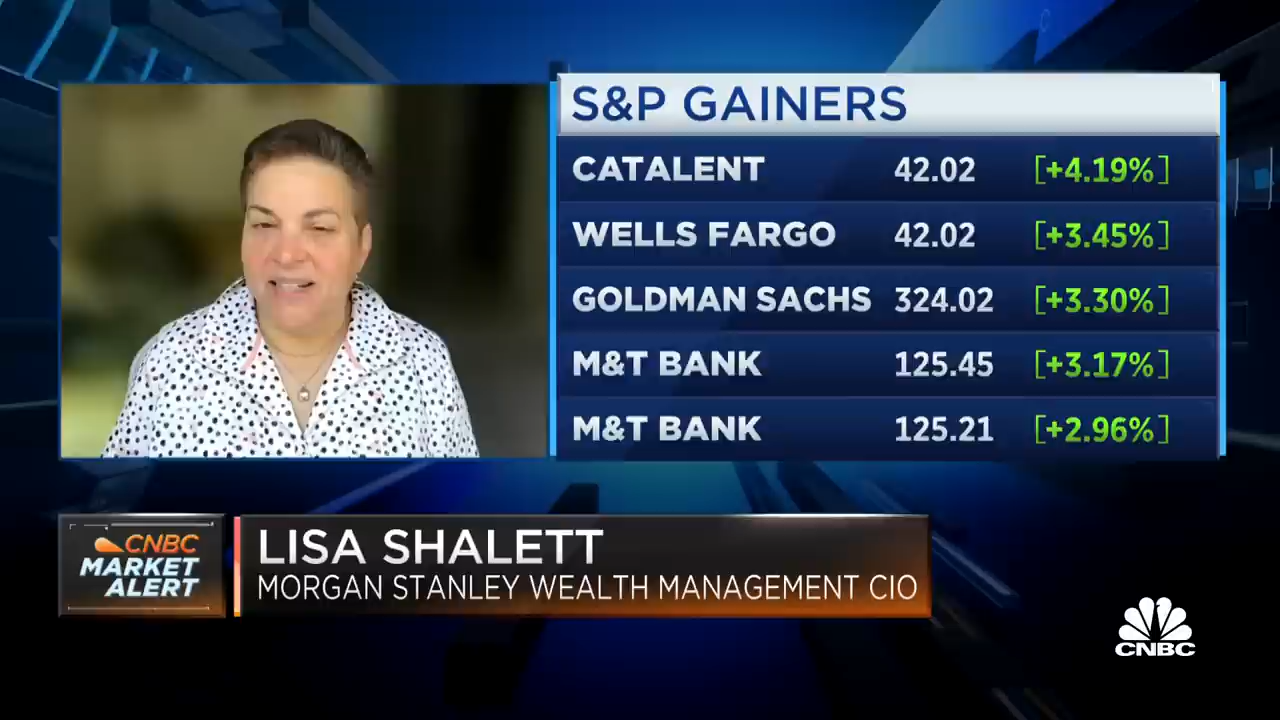 S&P GAINERS
CATALENT 42.02 [+4.19%]
WELLS FARGO 42.02 [+3.45%]
GOLDMAN SACHS 324.02 [+3.30%]
M&T BANK 125.45 [+3.17%]
M&T BANK 125.21 [+2.96%]
CNBC
MARKET
ALERT
LISA SHALETT
MORGAN STANLEY WEALTH MANAGEMENT CIO
CNBC